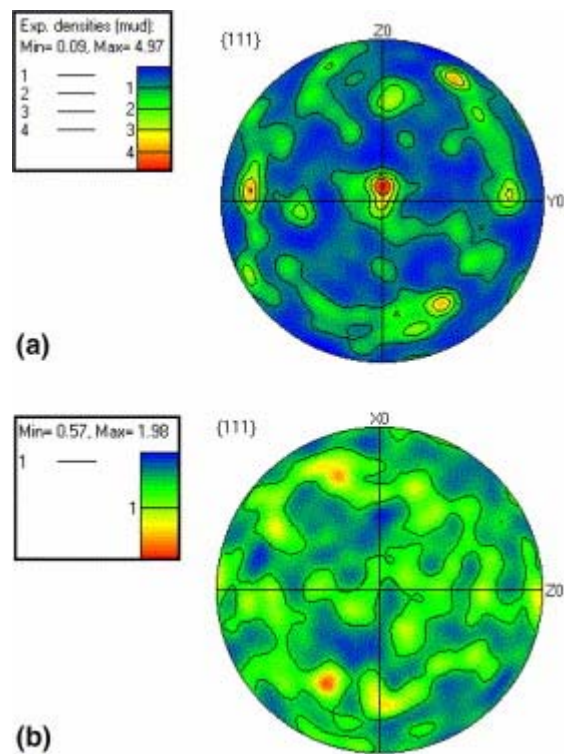 Exp. densities (mud):
Min= 0.09, Max= 4.97
1
2
3
4
1
2
3
4
{111}
Z0
Y0
(a)
Min= 0.57, Max= 1.98
1
1
{111}
X0
Z0
(b)